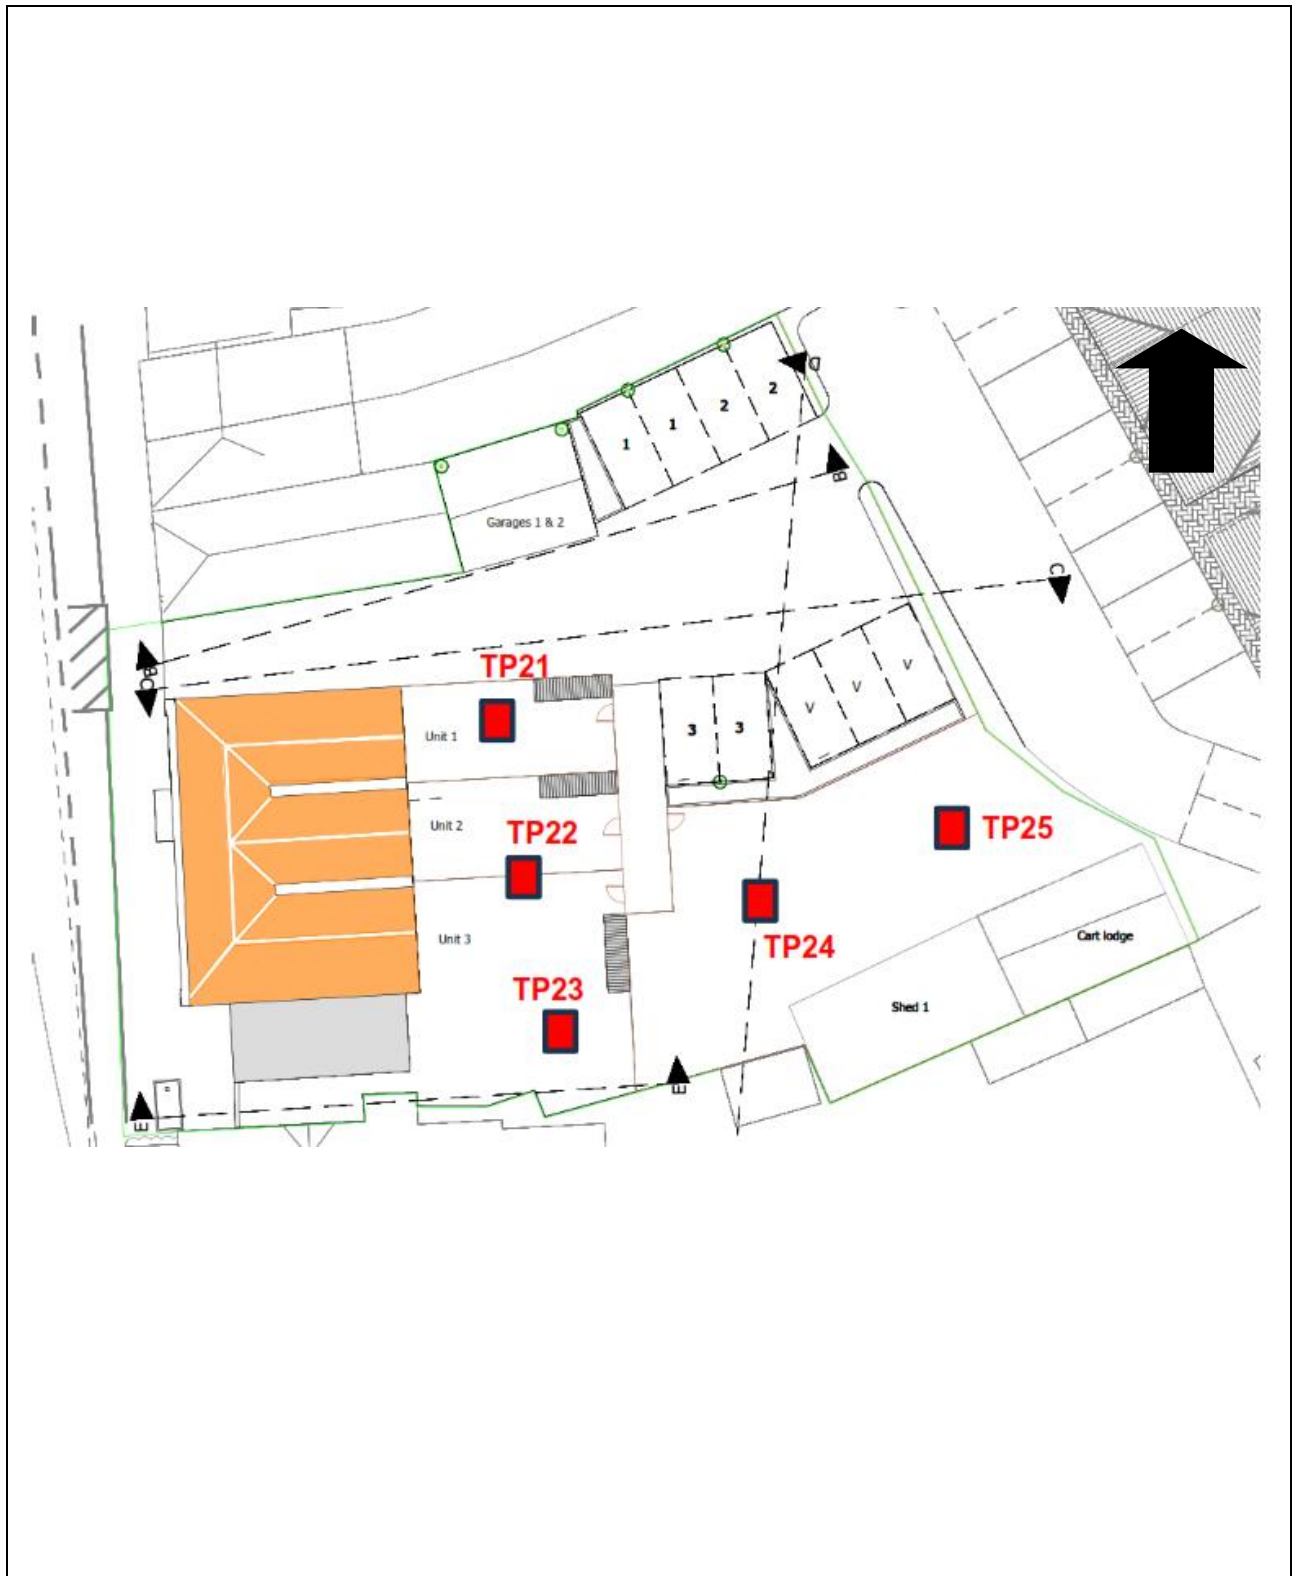 D
2
2
1
1
B
Garages 1 & 2
C
B
C
TP21
V
V
V
3
3
Unit 1
Unit 2
TP22
TP25
Unit 3
TP24
Cart lodge
TP23
Shed 1
E
E